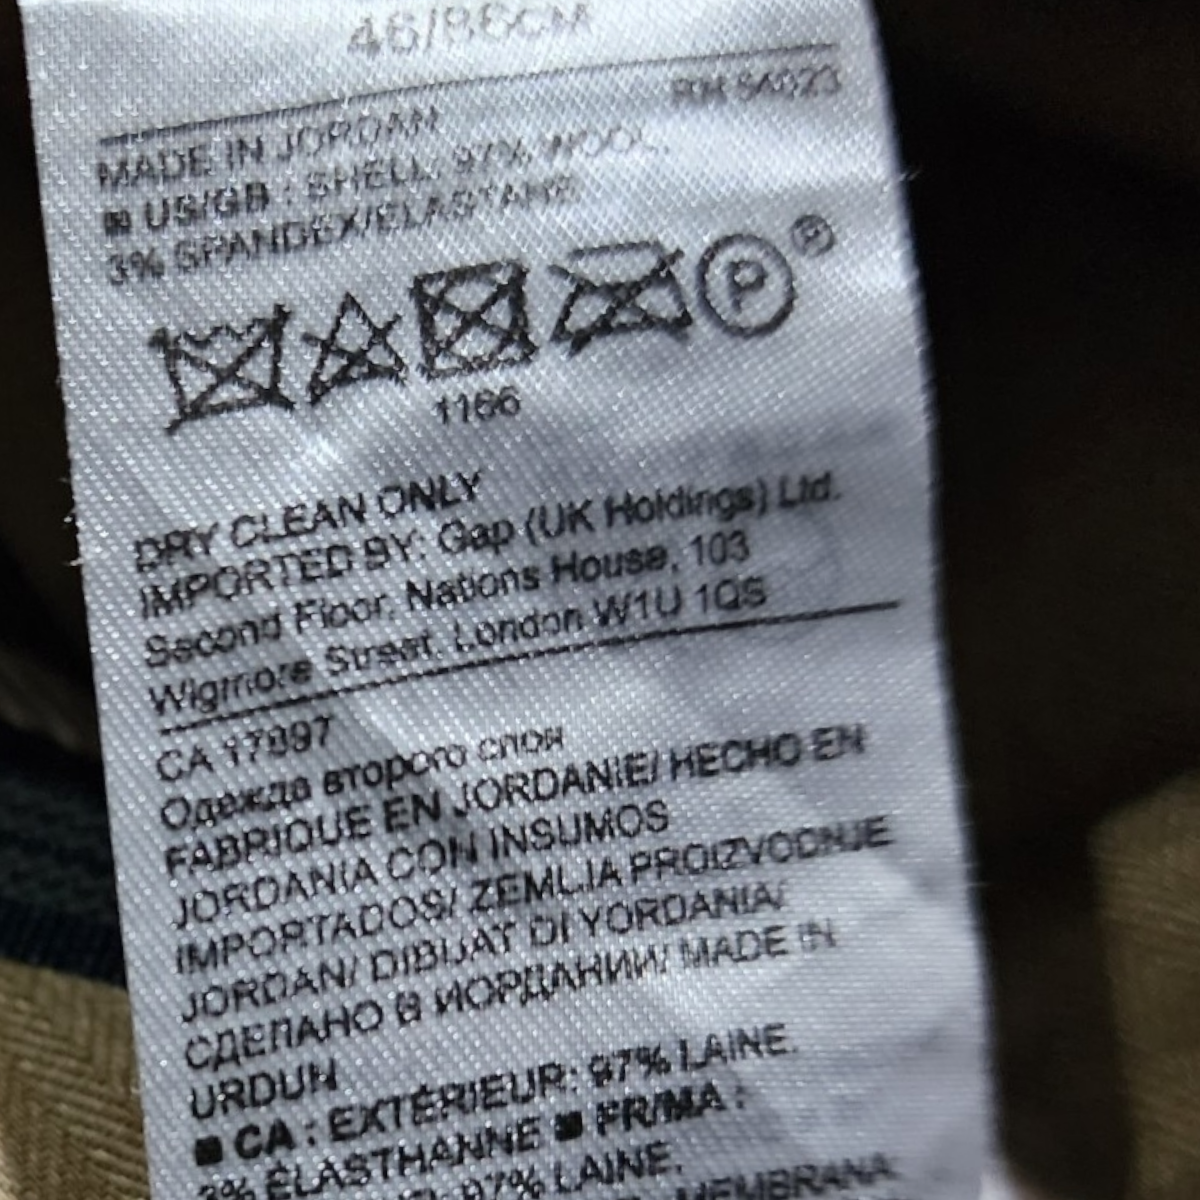 46/86CM
RN 54023
MADE IN JORDAN
■ US/GB : SHELL: 97% WOOL,
3% SPANDEX/ELASTANE
P P
1166
DRY CLEAN ONLY
IMPORTED BY: Gap (UK Holdings) Ltd.
Second Floor, Nations House, 103
Wigmore Street, London W1U 1QS
CA 17897
Одежда второго слоя
FABRIQUE EN JORDANIE/ HECHO EN
JORDANIA CON INSUMOS
IMPORTADOS/ ZEMLJA PROIZVODNJE
JORDAN/ DIBUAT DI YORDANIA/
СДЕЛАНО В ИОРДАНИИ/ MADE IN
URDUN
■ CA : EXTÉRIEUR: 97% LAINE,
3% ÉLASTHANNE ■ FR/MA :
97% LAINE,
MEMBRANA